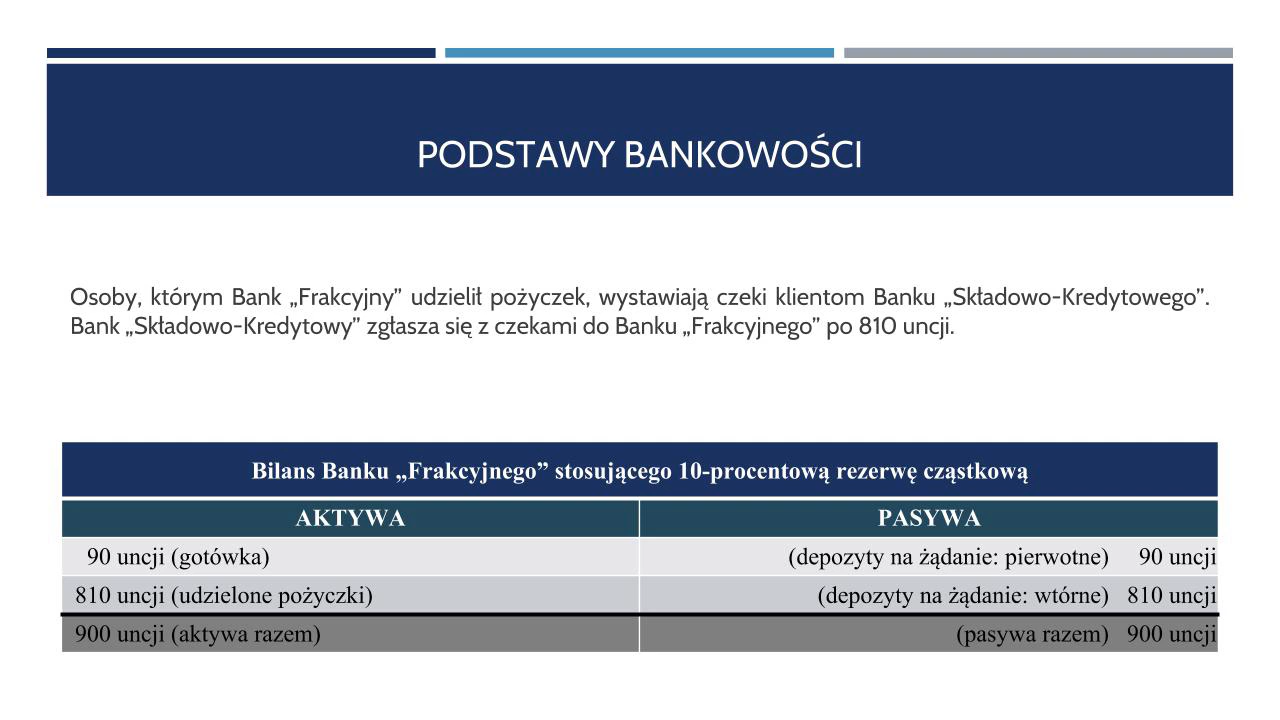 PODSTAWY BANKOWOŚCI
Osoby, którym Bank „Frakcyjny” udzielił pożyczek, wystawiają czeki klientom Banku „Składowo-Kredytowego”.
Bank „Składowo-Kredytowy” zgłasza się z czekami do Banku „Frakcyjnego” po 810 uncji.
Bilans Banku „Frakcyjnego” stosującego 10-procentową rezerwę cząstkową
AKTYWA PASYWA
90 uncji (gotówka) (depozyty na żądanie: pierwotne) 90 uncji
810 uncji (udzielone pożyczki) (depozyty na żądanie: wtórne) 810 uncji
900 uncji (aktywa razem) (pasywa razem) 900 uncji